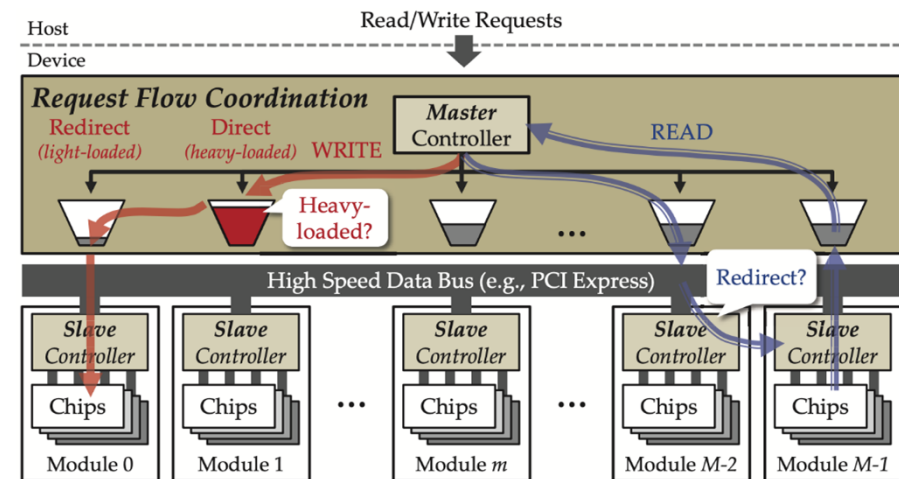 Read/Write Requests
Host
Device
Request Flow Coordination
Master
Controller
Redirect
(light-loaded)
Direct
(heavy-loaded)
WRITE
READ
Heavy-
loaded?
...
High Speed Data Bus (e.g., PCI Express)
Redirect?
Slave
Controller
Chips
Module 0
Slave
Controller
Chips
Module 1
...
Slave
Controller
Chips
Module m
...
Slave
Controller
Chips
Module M-2
Slave
Controller
Chips
Module M-1